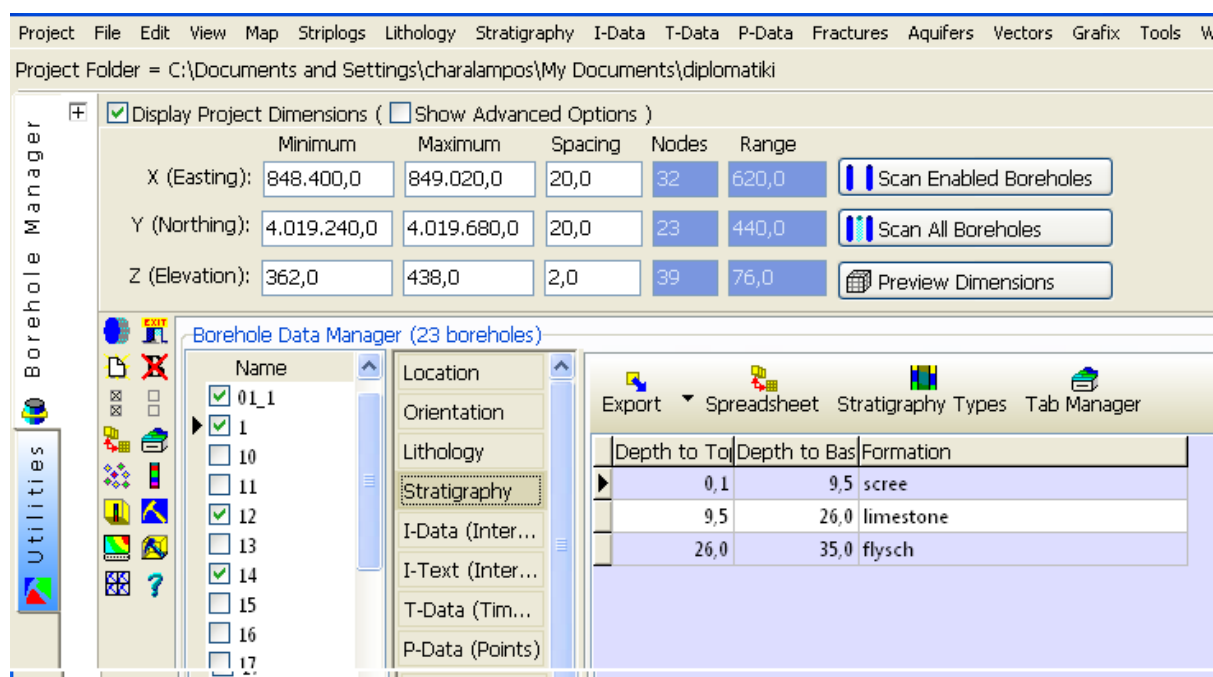 Project File Edit View Map Striplogs Lithology Stratigraphy I-Data T-Data P-Data Fractures Aquifers Vectors Grafix Tools W
Project Folder = C:\Documents and Settings\charalampos\My Documents\diplomatiki
Borehole Manager
Utilities
Display Project Dimensions ( Show Advanced Options )
Minimum Maximum Spacing Nodes Range
X (Easting): 848.400,0 849.020,0 20,0 32 620,0 Scan Enabled Boreholes
Y (Northing): 4.019.240,0 4.019.680,0 20,0 23 440,0 Scan All Boreholes
Z (Elevation): 362,0 438,0 2,0 39 76,0 Preview Dimensions
EXIT
Borehole Data Manager (23 boreholes)
Name
01_1
1
10
11
12
13
14
15
16
17
Location
Orientation
Lithology
Stratigraphy
I-Data (Inter...
I-Text (Inter...
T-Data (Tim...
P-Data (Points)
Export Spreadsheet Stratigraphy Types Tab Manager
Depth to To Depth to Bas Formation
0,1 9,5 scree
9,5 26,0 limestone
26,0 35,0 flysch